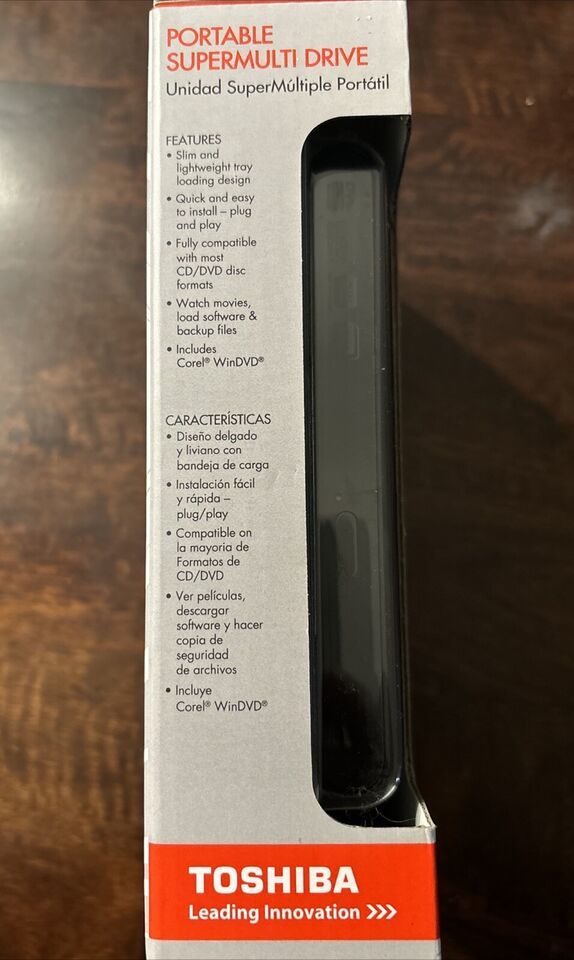 PORTABLE
SUPERMULTI DRIVE
Unidad SuperMúltiple Portátil
FEATURES
• Slim and
lightweight tray
loading design
• Quick and easy
to install – plug
and play
• Fully compatible
with most
CD/DVD disc
formats
• Watch movies,
load software &
backup files
• Includes
Corel® WinDVD®
CARACTERÍSTICAS
• Diseño delgado
y liviano con
bandeja de carga
• Instalación fácil
y rápida –
plug/play
• Compatible on
la mayoria de
Formatos de
CD/DVD
• Ver películas,
descargar
software y hacer
copia de
seguridad
de archivos
• Incluye
Corel® WinDVD®
TOSHIBA
Leading Innovation >>>